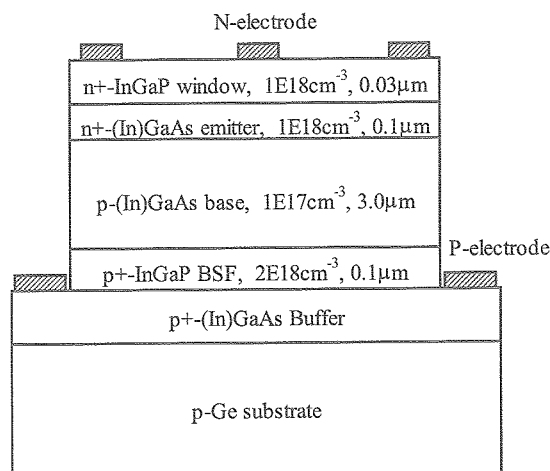 N-electrode
n+-InGaP window, 1E18cm⁻³, 0.03μm
n+-(In)GaAs emitter, 1E18cm⁻³, 0.1μm
p-(In)GaAs base, 1E17cm⁻³, 3.0μm
P-electrode
p+-InGaP BSF, 2E18cm⁻³, 0.1μm
p+-(In)GaAs Buffer
p-Ge substrate